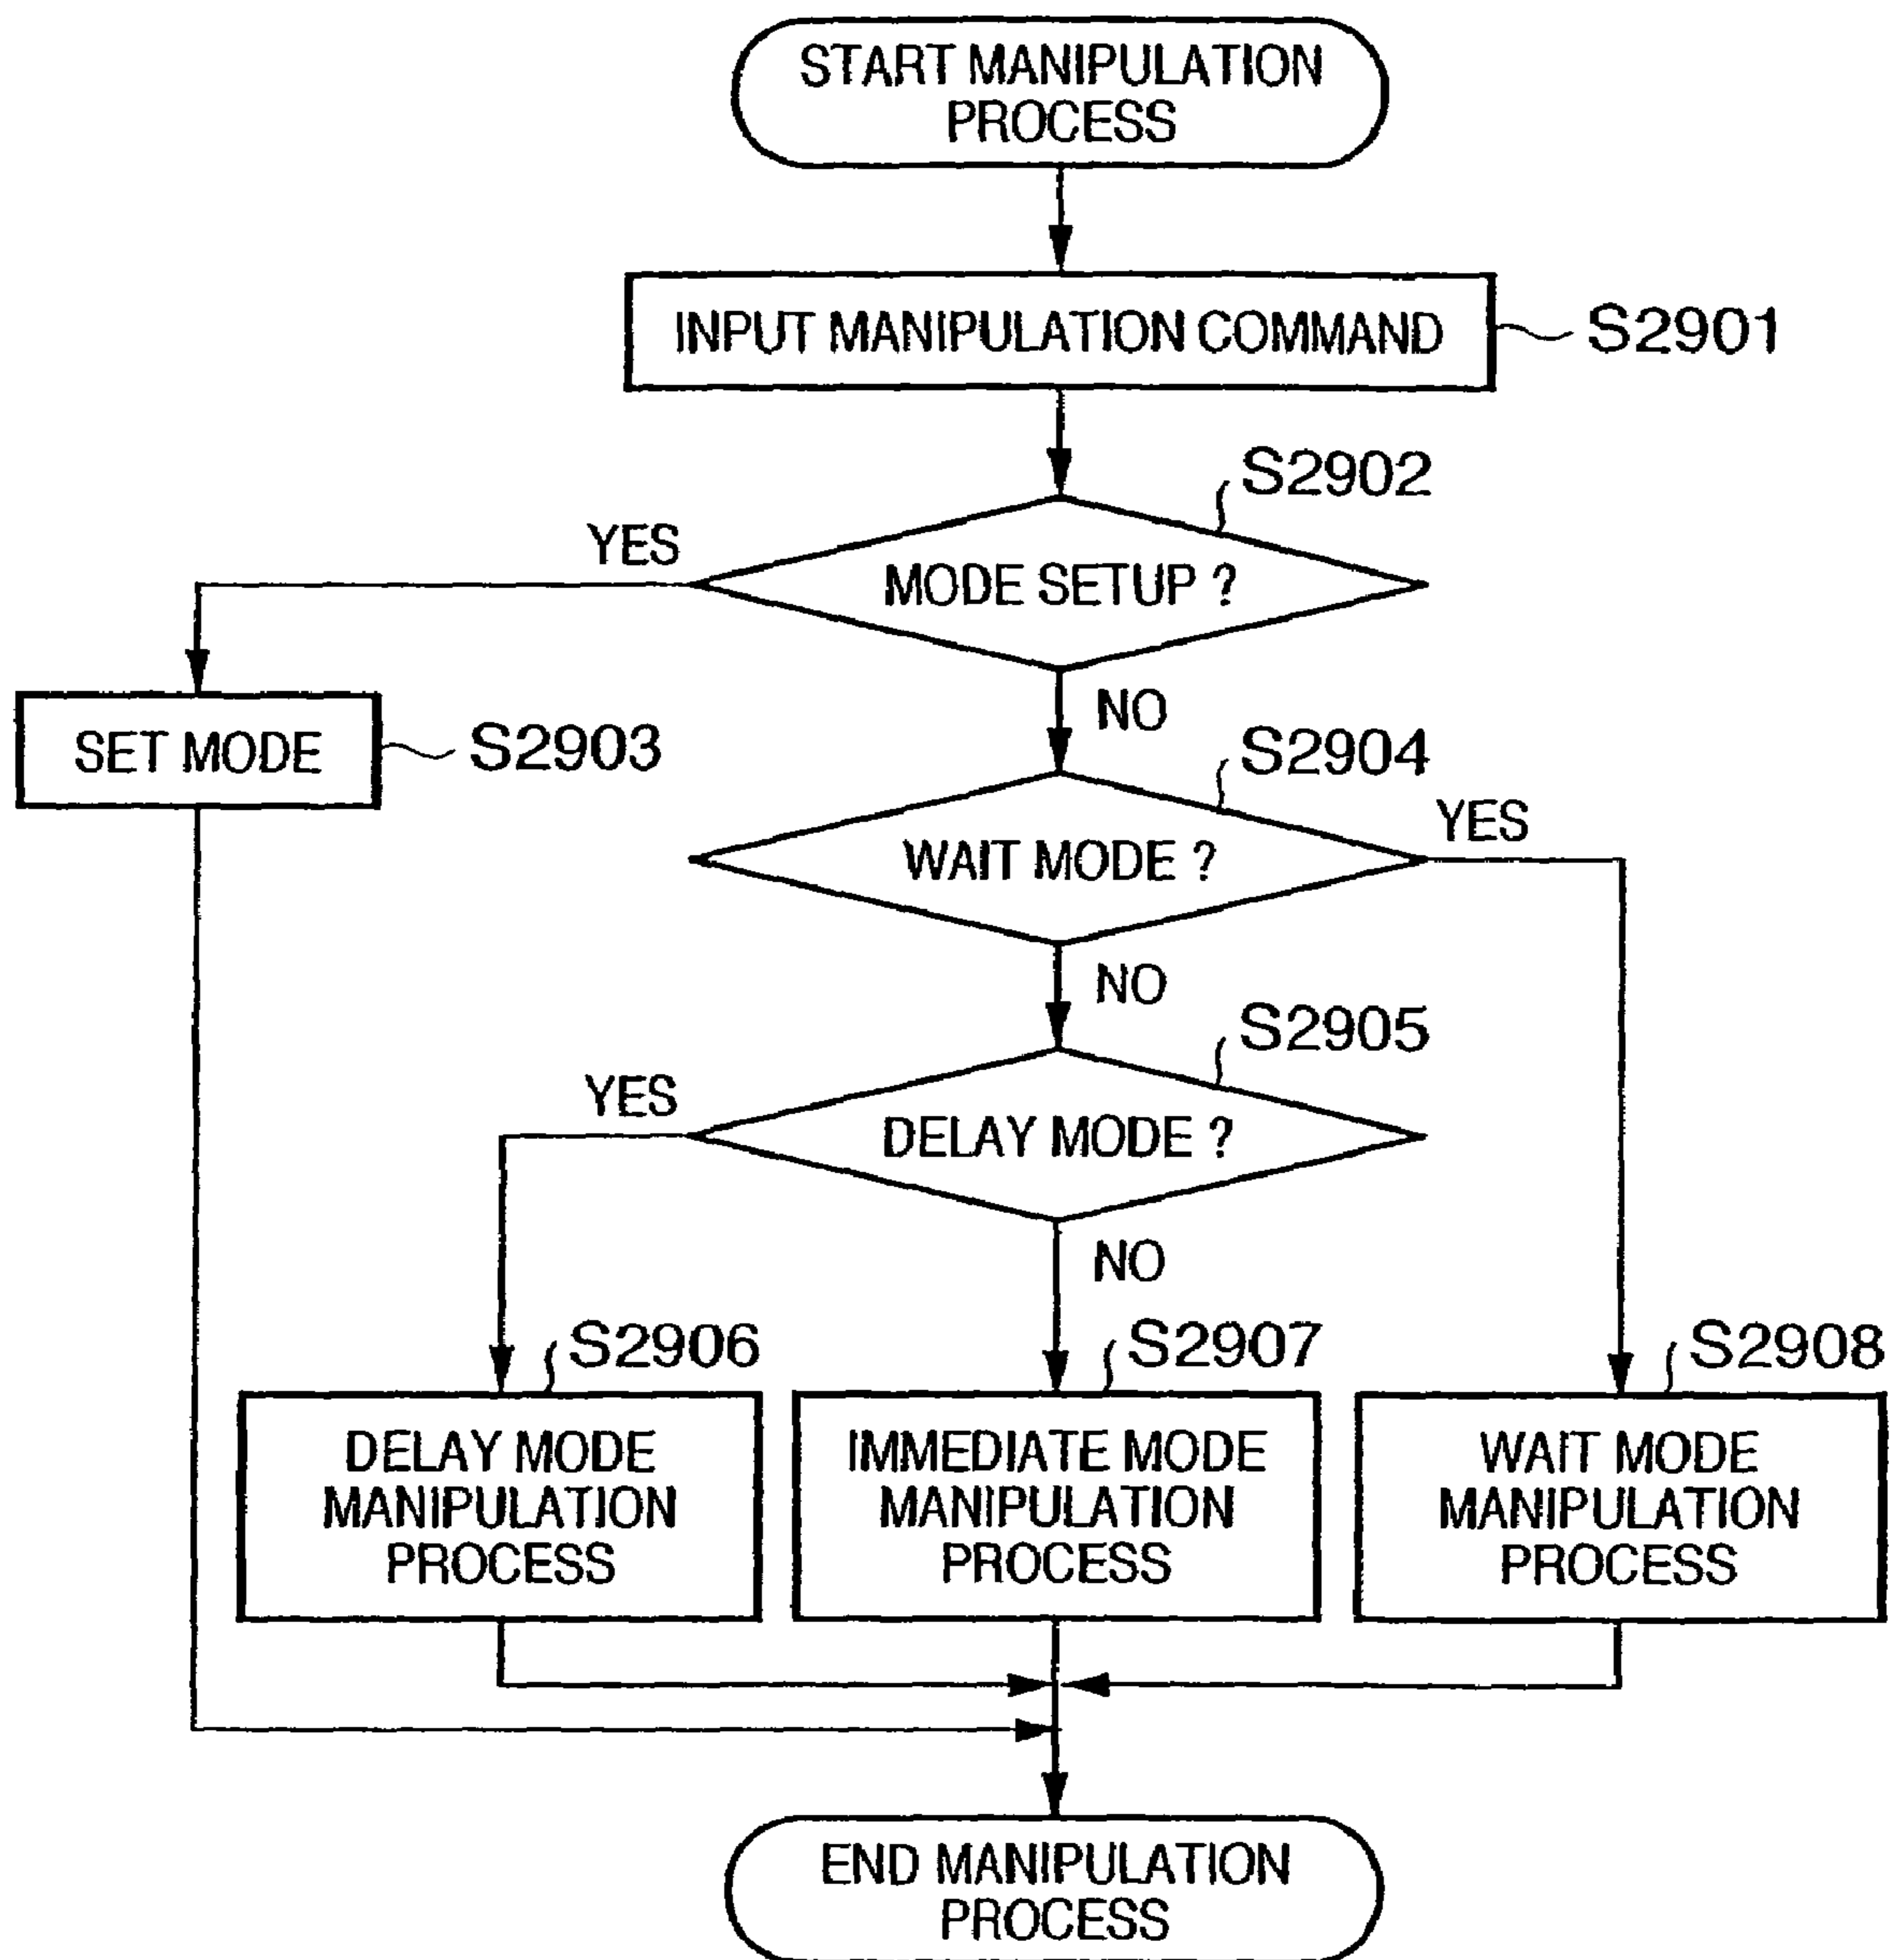 START MANIPULATION
PROCESS
INPUT MANIPULATION COMMAND
S2901
S2902
YES
MODE SETUP ?
NO
SET MODE
S2903
S2904
YES
WAIT MODE ?
NO
S2905
YES
DELAY MODE ?
NO
S2906
S2907
S2908
DELAY MODE
MANIPULATION
PROCESS
IMMEDIATE MODE
MANIPULATION
PROCESS
WAIT MODE
MANIPULATION
PROCESS
END MANIPULATION
PROCESS